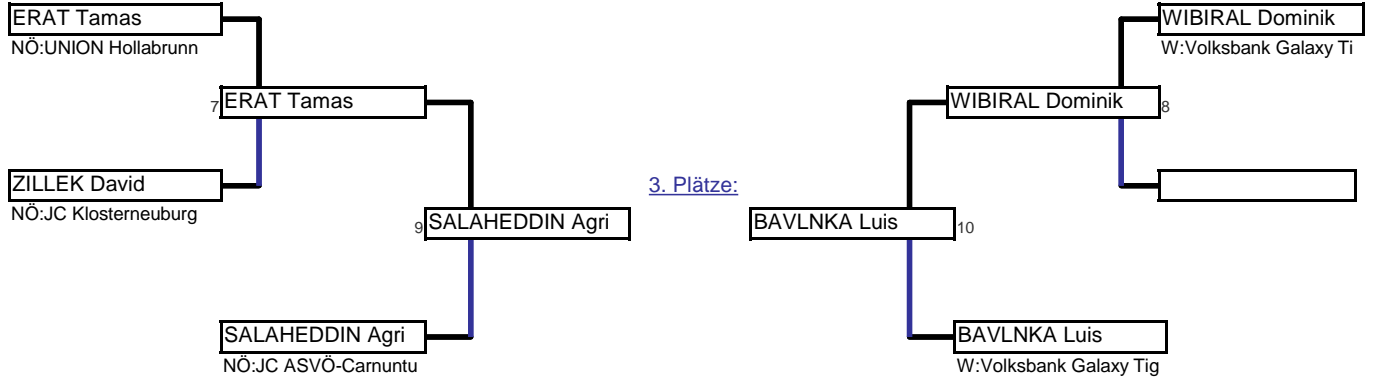 ERAT Tamas
NÖ:UNION Hollabrunn
7
ERAT Tamas
ZILLEK David
NÖ:JC Klosterneuburg
9
SALAHEDDIN Agri
SALAHEDDIN Agri
NÖ:JC ASVÖ-Carnuntu
3. Plätze:
WIBIRAL Dominik
W:Volksbank Galaxy Ti
WIBIRAL Dominik
8
BAVLNKA Luis
10
BAVLNKA Luis
W:Volksbank Galaxy Tig